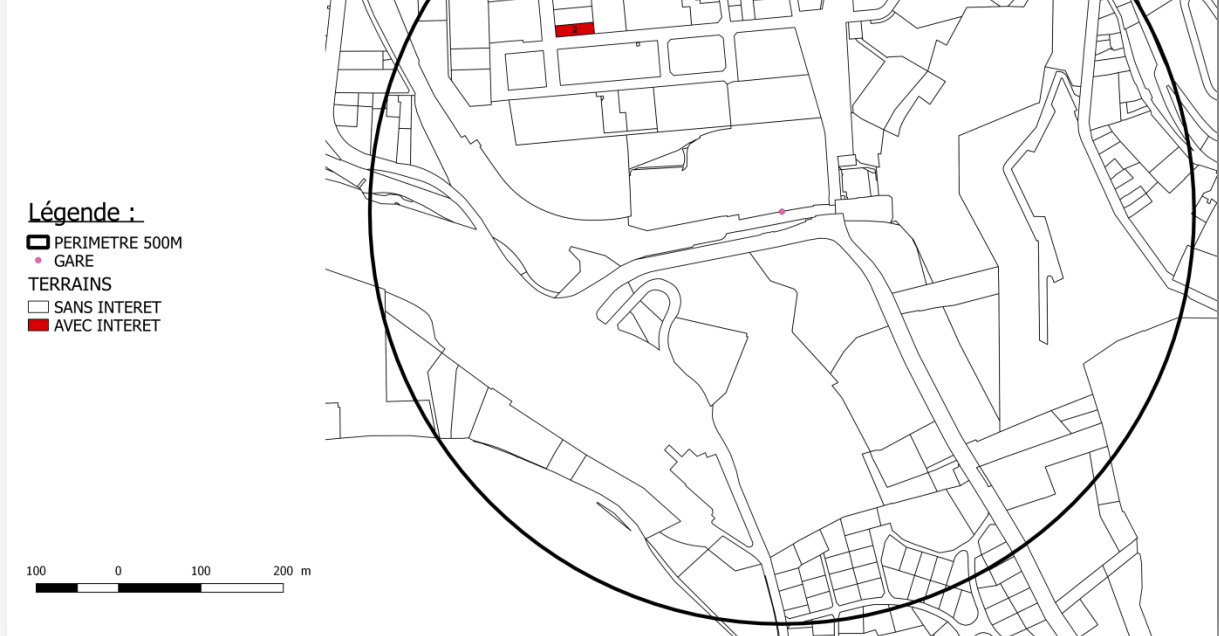 2
Légende :
PERIMETRE 500M
GARE
TERRAINS
SANS INTERET
AVEC INTERET
100 0 100 200 m